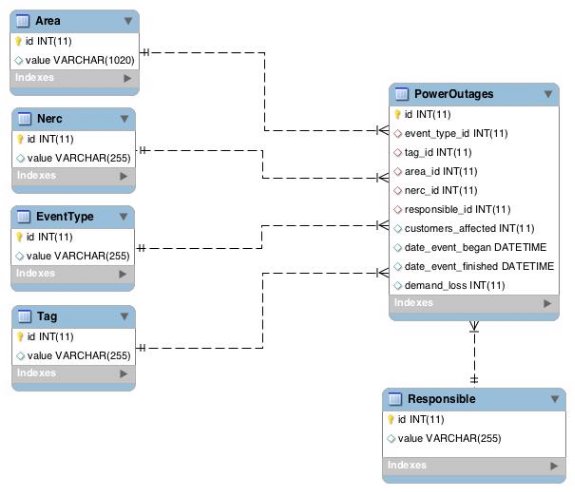 Area
id INT(11)
value VARCHAR(1020)
Indexes
Nerc
id INT(11)
value VARCHAR(255)
Indexes
EventType
id INT(11)
value VARCHAR(255)
Indexes
Tag
id INT(11)
value VARCHAR(255)
Indexes
PowerOutages
id INT(11)
event_type_id INT(11)
tag_id INT(11)
area_id INT(11)
nerc_id INT(11)
responsible_id INT(11)
customers_affected INT(11)
date_event_began DATETIME
date_event_finished DATETIME
demand_loss INT(11)
Indexes
Responsible
id INT(11)
value VARCHAR(255)
Indexes